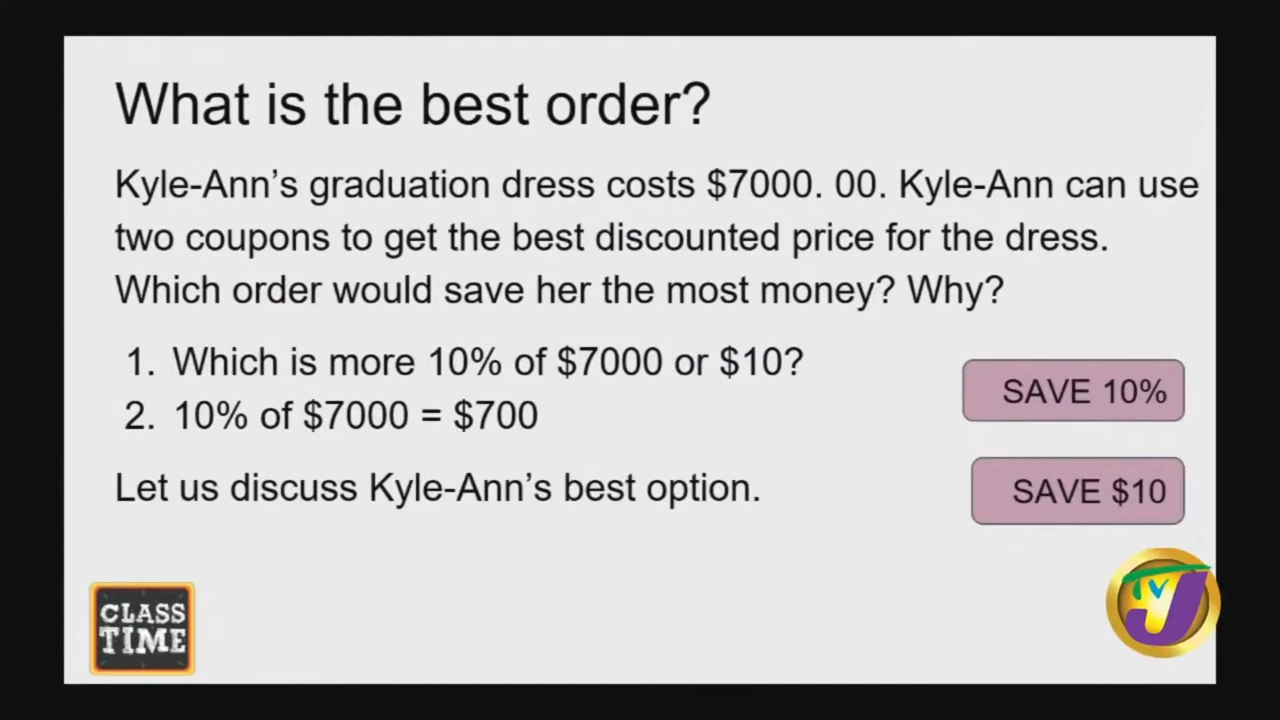 What is the best order?
Kyle-Ann’s graduation dress costs $7000. 00. Kyle-Ann can use
two coupons to get the best discounted price for the dress.
Which order would save her the most money? Why?
1. Which is more 10% of $7000 or $10?
2. 10% of $7000 = $700
SAVE 10%
Let us discuss Kyle-Ann’s best option.
SAVE $10
CLASS
TIME
TVJ